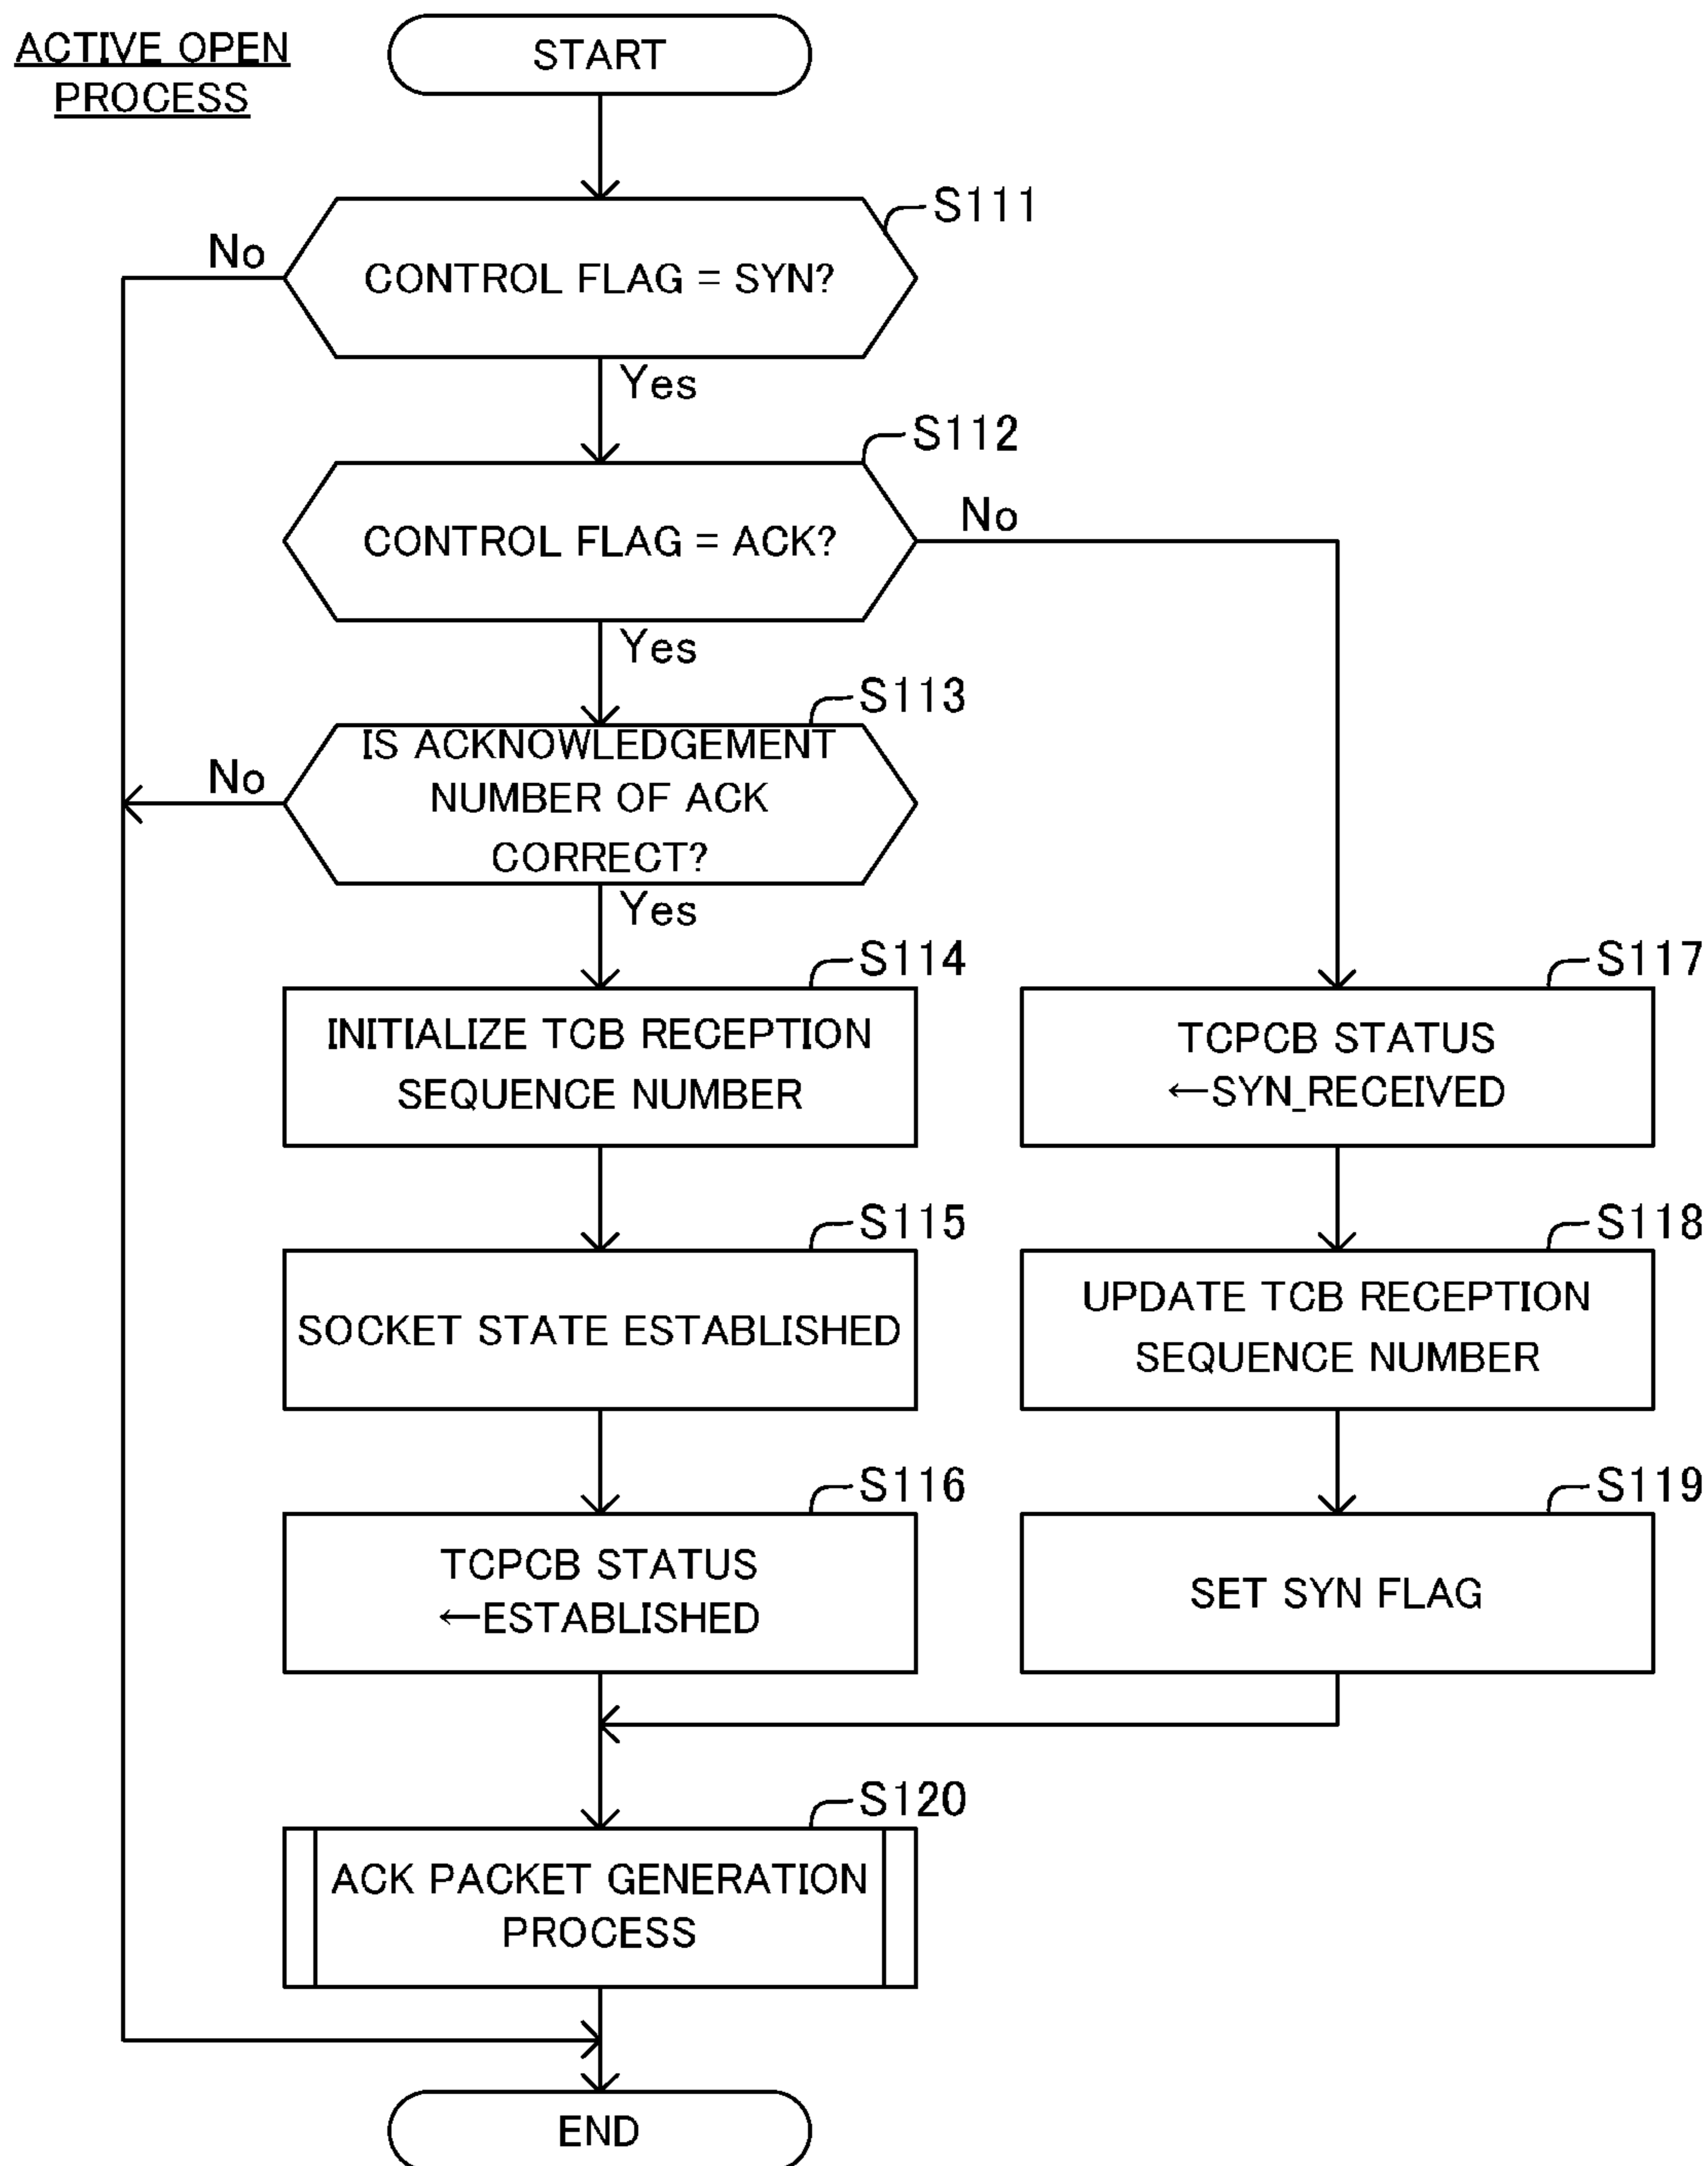 ACTIVE OPEN
PROCESS
START
S111
No
CONTROL FLAG = SYN?
Yes
S112
No
CONTROL FLAG = ACK?
Yes
S113
IS ACKNOWLEDGEMENT
No
NUMBER OF ACK
CORRECT?
Yes
S114
INITIALIZE TCB RECEPTION
SEQUENCE NUMBER
S117
TCPCB STATUS
←SYN_RECEIVED
S115
SOCKET STATE ESTABLISHED
S118
UPDATE TCB RECEPTION
SEQUENCE NUMBER
S116
TCPCB STATUS
←ESTABLISHED
S119
SET SYN FLAG
S120
ACK PACKET GENERATION
PROCESS
END